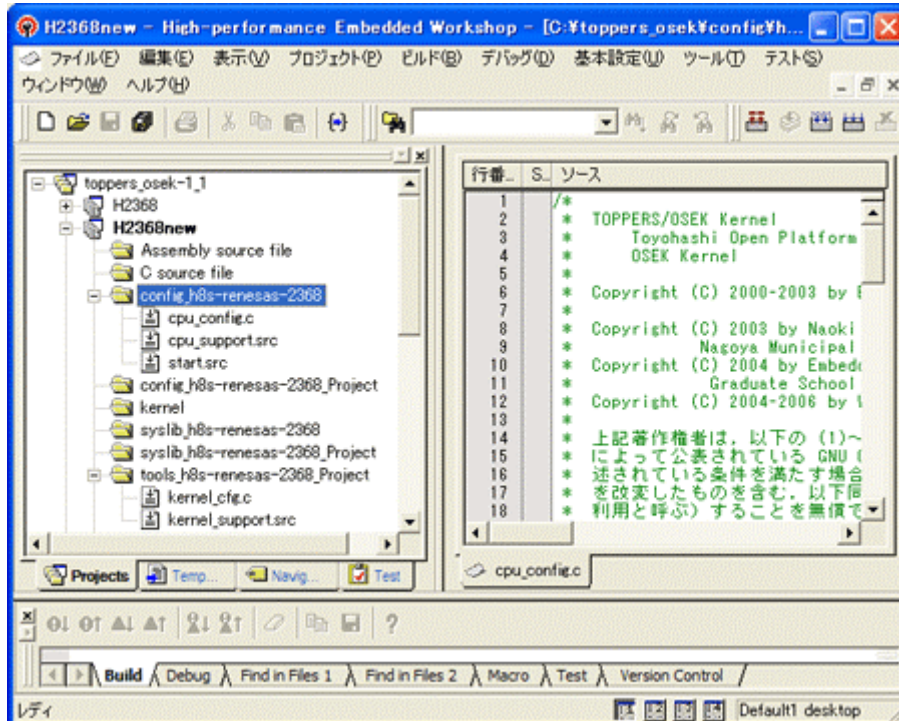 H2368new - High-performance Embedded Workshop - [C:¥toppers_osek¥config¥h...
ファイル(F) 編集(E) 表示(V) プロジェクト(P) ビルド(B) デバッグ(D) 基本設定(U) ツール(T) テスト(S)
ウィンドウ(W) ヘルプ(H)
toppers_osek-1_1
H2368
H2368new
Assembly source file
C source file
config_h8s-renesas-2368
cpu_config.c
cpu_support.src
start.src
config_h8s-renesas-2368_Project
kernel
syslib_h8s-renesas-2368
syslib_h8s-renesas-2368_Project
tools_h8s-renesas-2368_Project
kernel_cfg.c
kernel_support.src
Projects Temp... Navig... Test
行番... S... ソース
1 /*
2 * TOPPERS/OSEK Kernel
3 * Toyohashi Open Platform
4 * OSEK Kernel
5 *
6 * Copyright (C) 2000-2003 by
7 *
8 * Copyright (C) 2003 by Naoki
9 * Nagoya Municipal
10 * Copyright (C) 2004 by
11 * Graduate School
12 * Copyright (C) 2004-2006 by
13 *
14 * 上記著作権者は，以下の (1)～
15 * によって公表されている GNU
16 * 述されている条件を満たす場合
17 * を改変したものを含む．以下同
18 * 利用と呼ぶ）することを無償で
cpu_config.c
Build Debug Find in Files 1 Find in Files 2 Macro Test Version Control
レディ 1 2 3 4 Default1 desktop